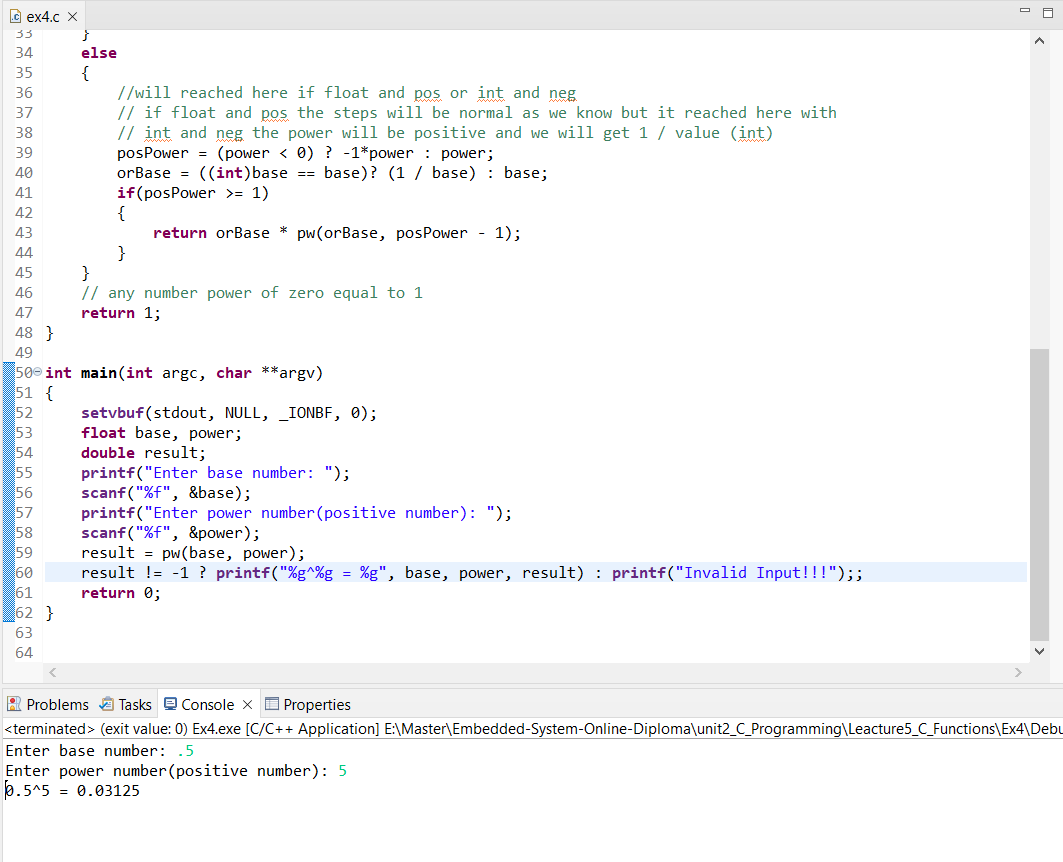 ex4.c
33 }
34 else
35 {
36 //will reached here if float and pos or int and neg
37 // if float and pos the steps will be normal as we know but it reached here with
38 // int and neg the power will be positive and we will get 1 / value (int)
39 posPower = (power < 0) ? -1*power : power;
40 orBase = ((int)base == base)? (1 / base) : base;
41 if(posPower >= 1)
42 {
43 return orBase * pw(orBase, posPower - 1);
44 }
45 }
46 // any number power of zero equal to 1
47 return 1;
48 }
49
50 int main(int argc, char **argv)
51 {
52 setvbuf(stdout, NULL, _IONBF, 0);
53 float base, power;
54 double result;
55 printf("Enter base number: ");
56 scanf("%f", &base);
57 printf("Enter power number(positive number): ");
58 scanf("%f", &power);
59 result = pw(base, power);
60 result != -1 ? printf("%g^%g = %g", base, power, result) : printf("Invalid Input!!!");;
61 return 0;
62 }
63
64
Problems Tasks Console Properties
<terminated> (exit value: 0) Ex4.exe [C/C++ Application] E:\Master\Embedded-System-Online-Diploma\unit2_C_Programming\Leacture5_C_Functions\Ex4\Debu
Enter base number: .5
Enter power number(positive number): 5
0.5^5 = 0.03125